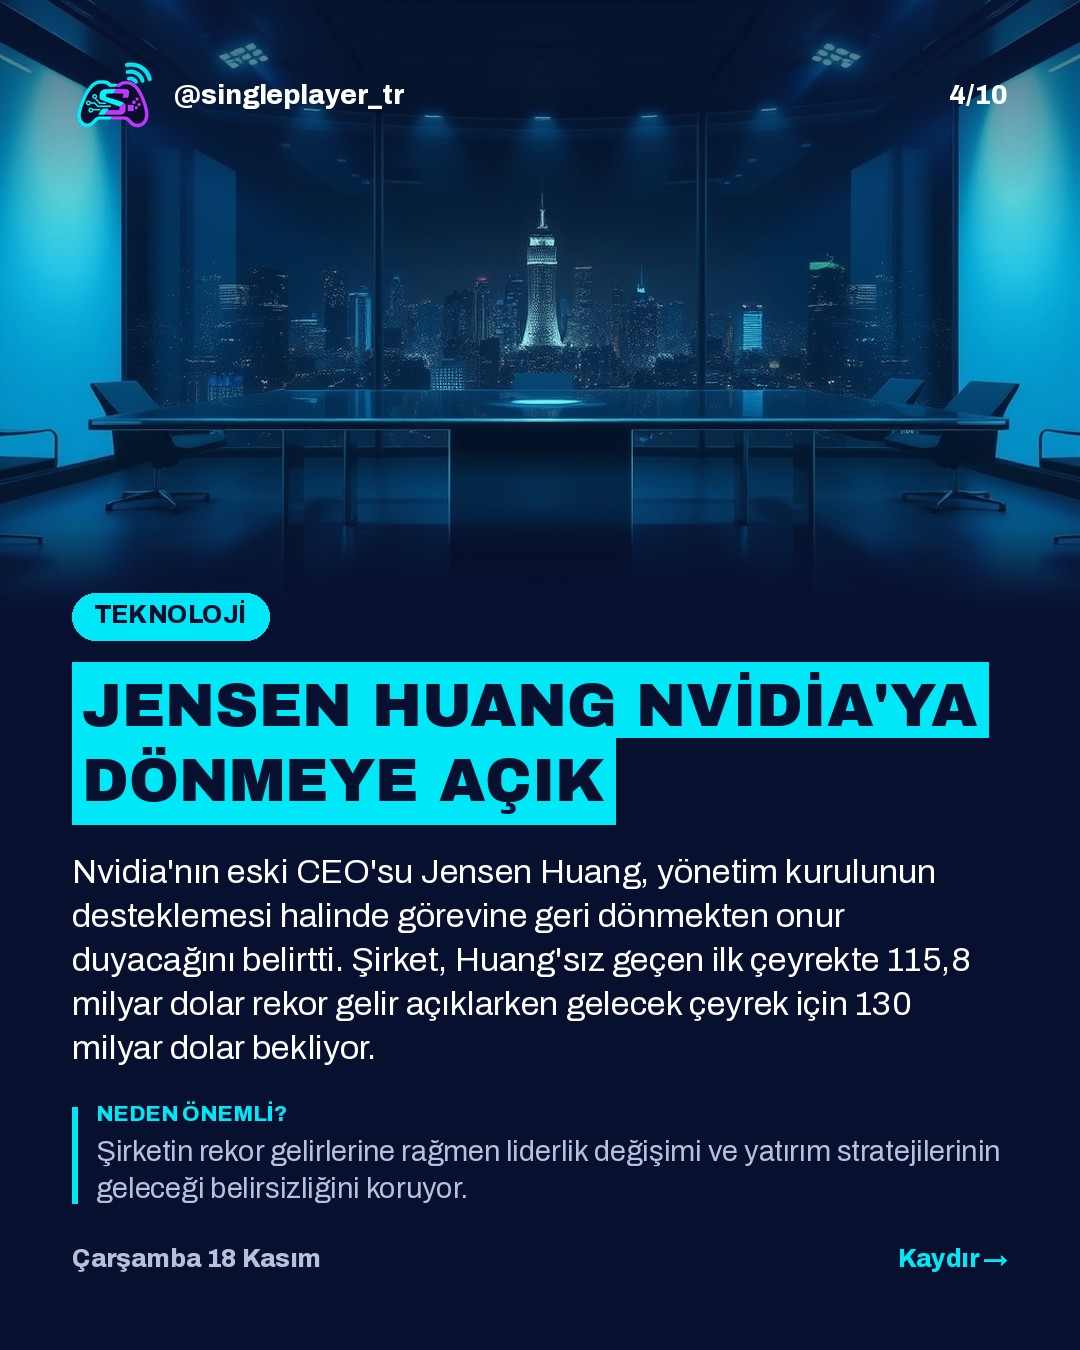 @singleplayer_tr
4/10
TEKNOLOJİ
JENSEN HUANG NVİDİA'YA
DÖNMEYE AÇIK
Nvidia'nın eski CEO'su Jensen Huang, yönetim kurulunun
desteklemesi halinde görevine geri dönmekten onur
duyacağını belirtti. Şirket, Huang'sız geçen ilk çeyrekte 115,8
milyar dolar rekor gelir açıklarken gelecek çeyrek için 130
milyar dolar bekliyor.
NEDEN ÖNEMLİ?
Şirketin rekor gelirlerine rağmen liderlik değişimi ve yatırım stratejilerinin
geleceği belirsizliğini koruyor.
Çarşamba 18 Kasım
Kaydır→